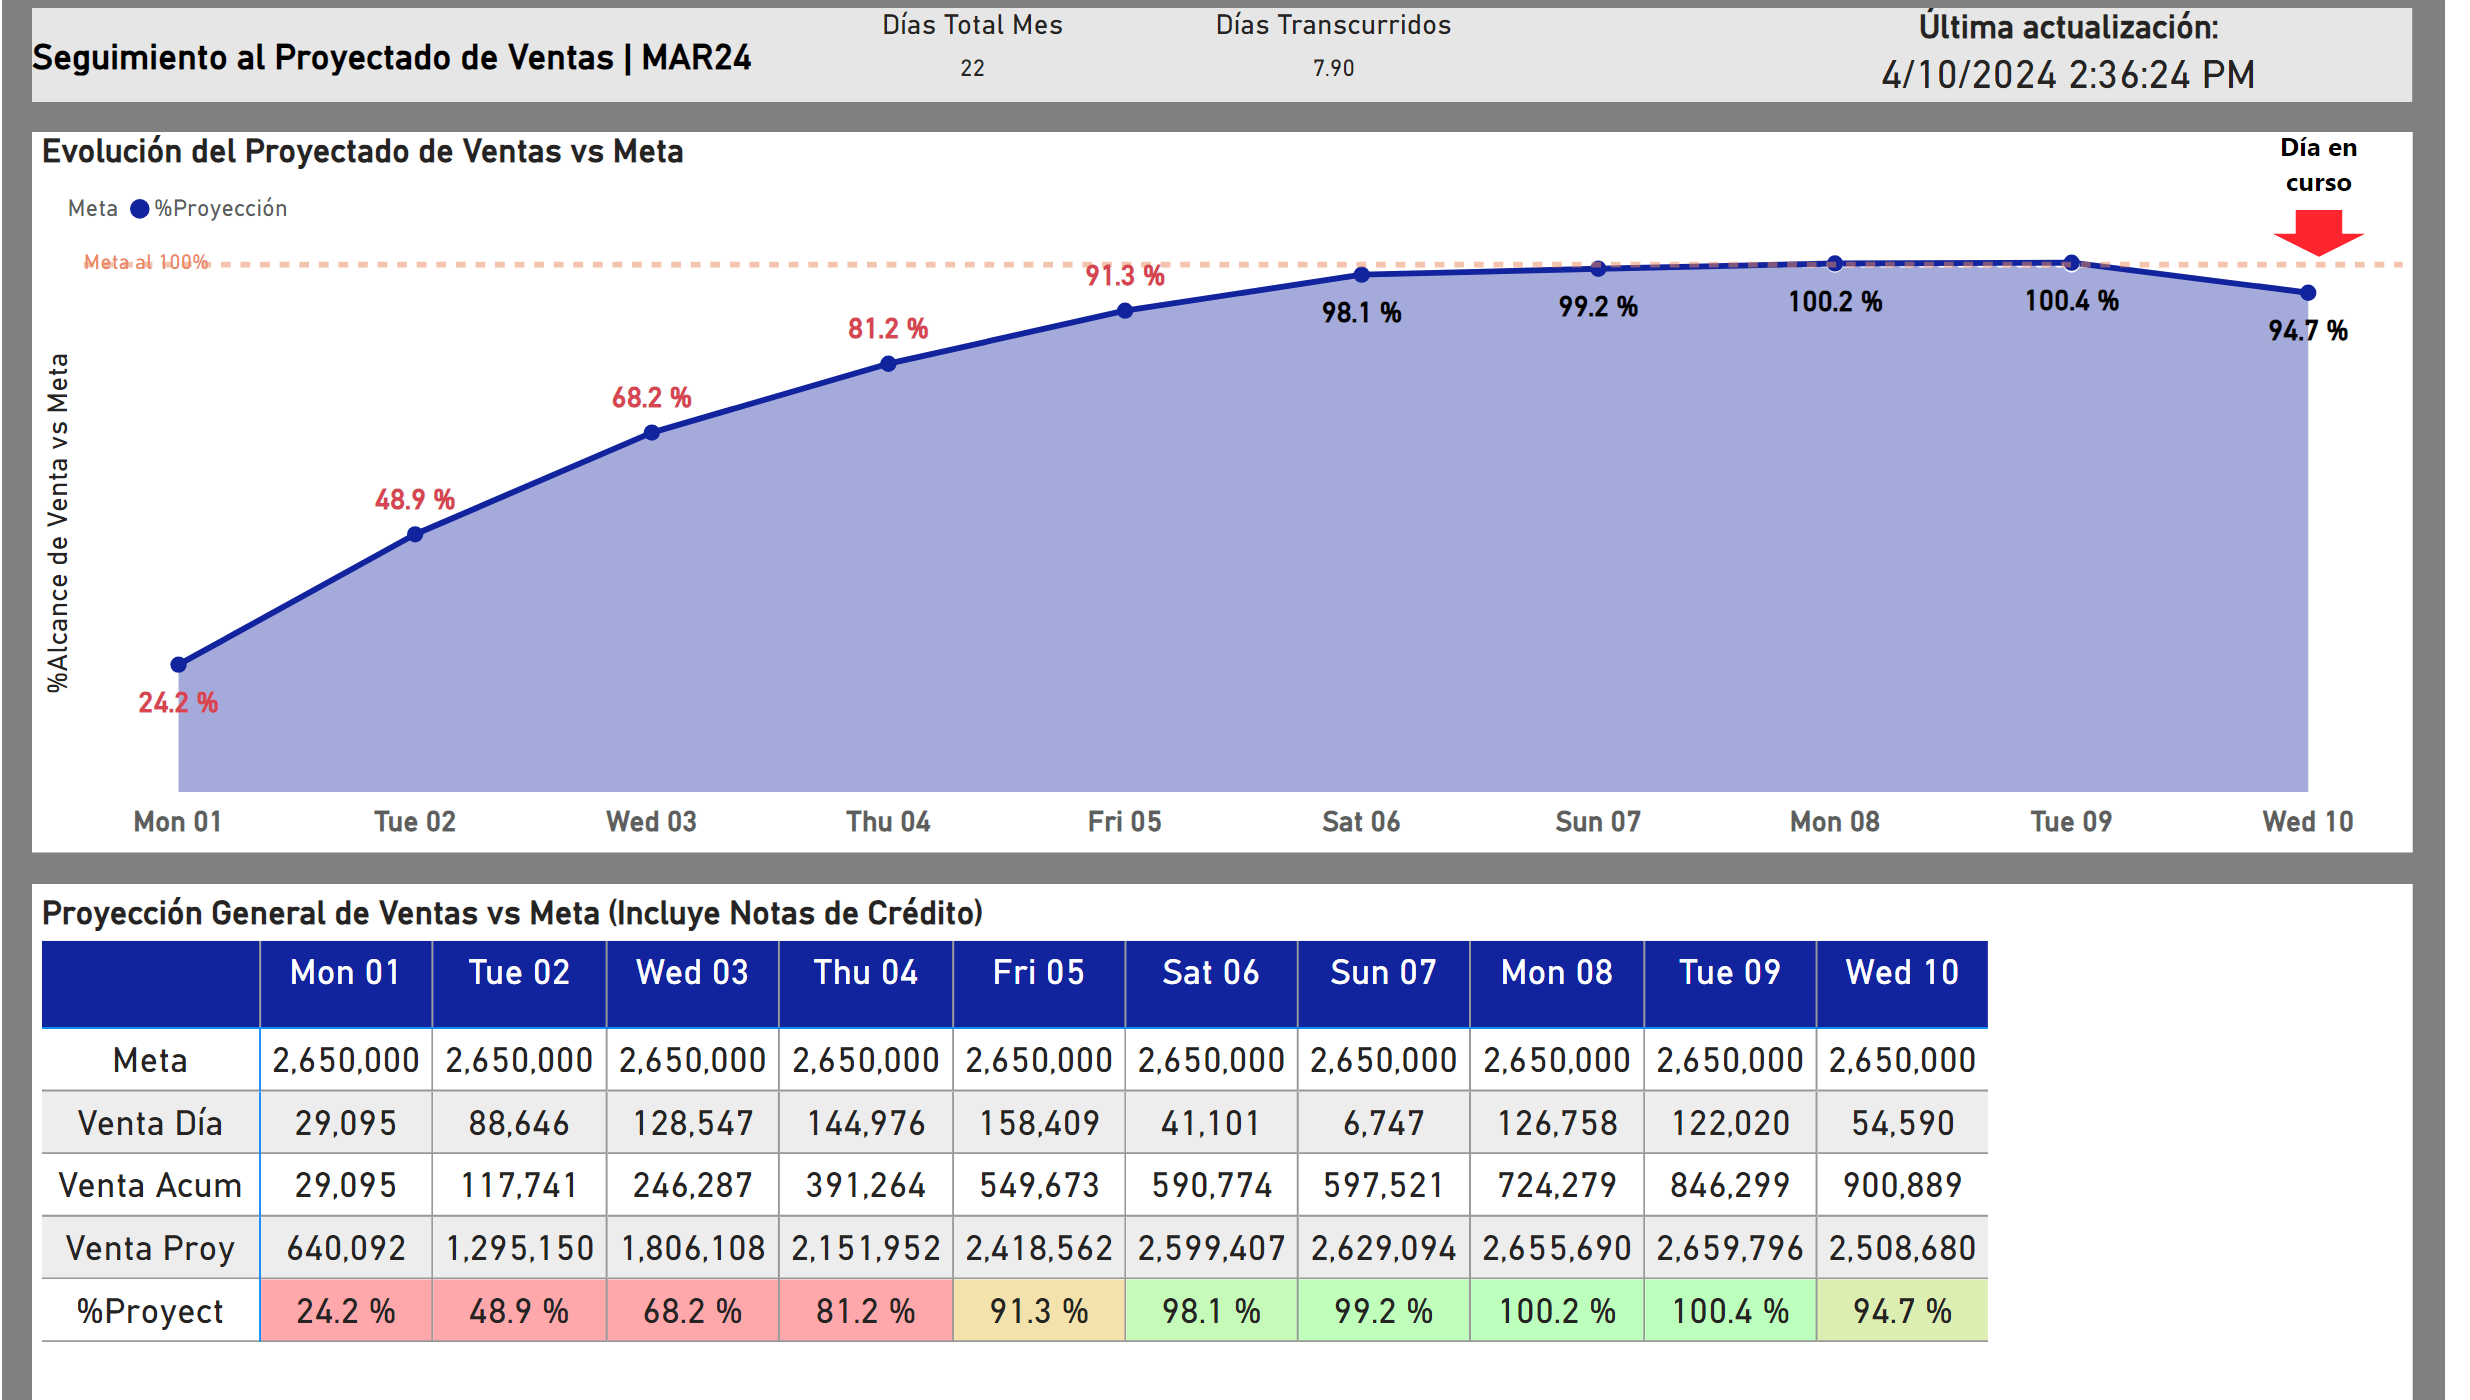 Seguimiento al Proyectado de Ventas | MAR24
Días Total Mes
22
Días Transcurridos
7.90
Última actualización:
4/10/2024 2:36:24 PM
Evolución del Proyectado de Ventas vs Meta
Meta %Proyección
Día en
curso
Meta al 100%
%Alcance de Venta vs Meta
24.2 %
48.9 %
68.2 %
81.2 %
91.3 %
98.1 %
99.2 %
100.2 %
100.4 %
94.7 %
Mon 01 Tue 02 Wed 03 Thu 04 Fri 05 Sat 06 Sun 07 Mon 08 Tue 09 Wed 10
Proyección General de Ventas vs Meta (Incluye Notas de Crédito)
Mon 01 Tue 02 Wed 03 Thu 04 Fri 05 Sat 06 Sun 07 Mon 08 Tue 09 Wed 10
Meta 2,650,000 2,650,000 2,650,000 2,650,000 2,650,000 2,650,000 2,650,000 2,650,000 2,650,000 2,650,000
Venta Día 29,095 88,646 128,547 144,976 158,409 41,101 6,747 126,758 122,020 54,590
Venta Acum 29,095 117,741 246,287 391,264 549,673 590,774 597,521 724,279 846,299 900,889
Venta Proy 640,092 1,295,150 1,806,108 2,151,952 2,418,562 2,599,407 2,629,094 2,655,690 2,659,796 2,508,680
%Proyect 24.2 % 48.9 % 68.2 % 81.2 % 91.3 % 98.1 % 99.2 % 100.2 % 100.4 % 94.7 %